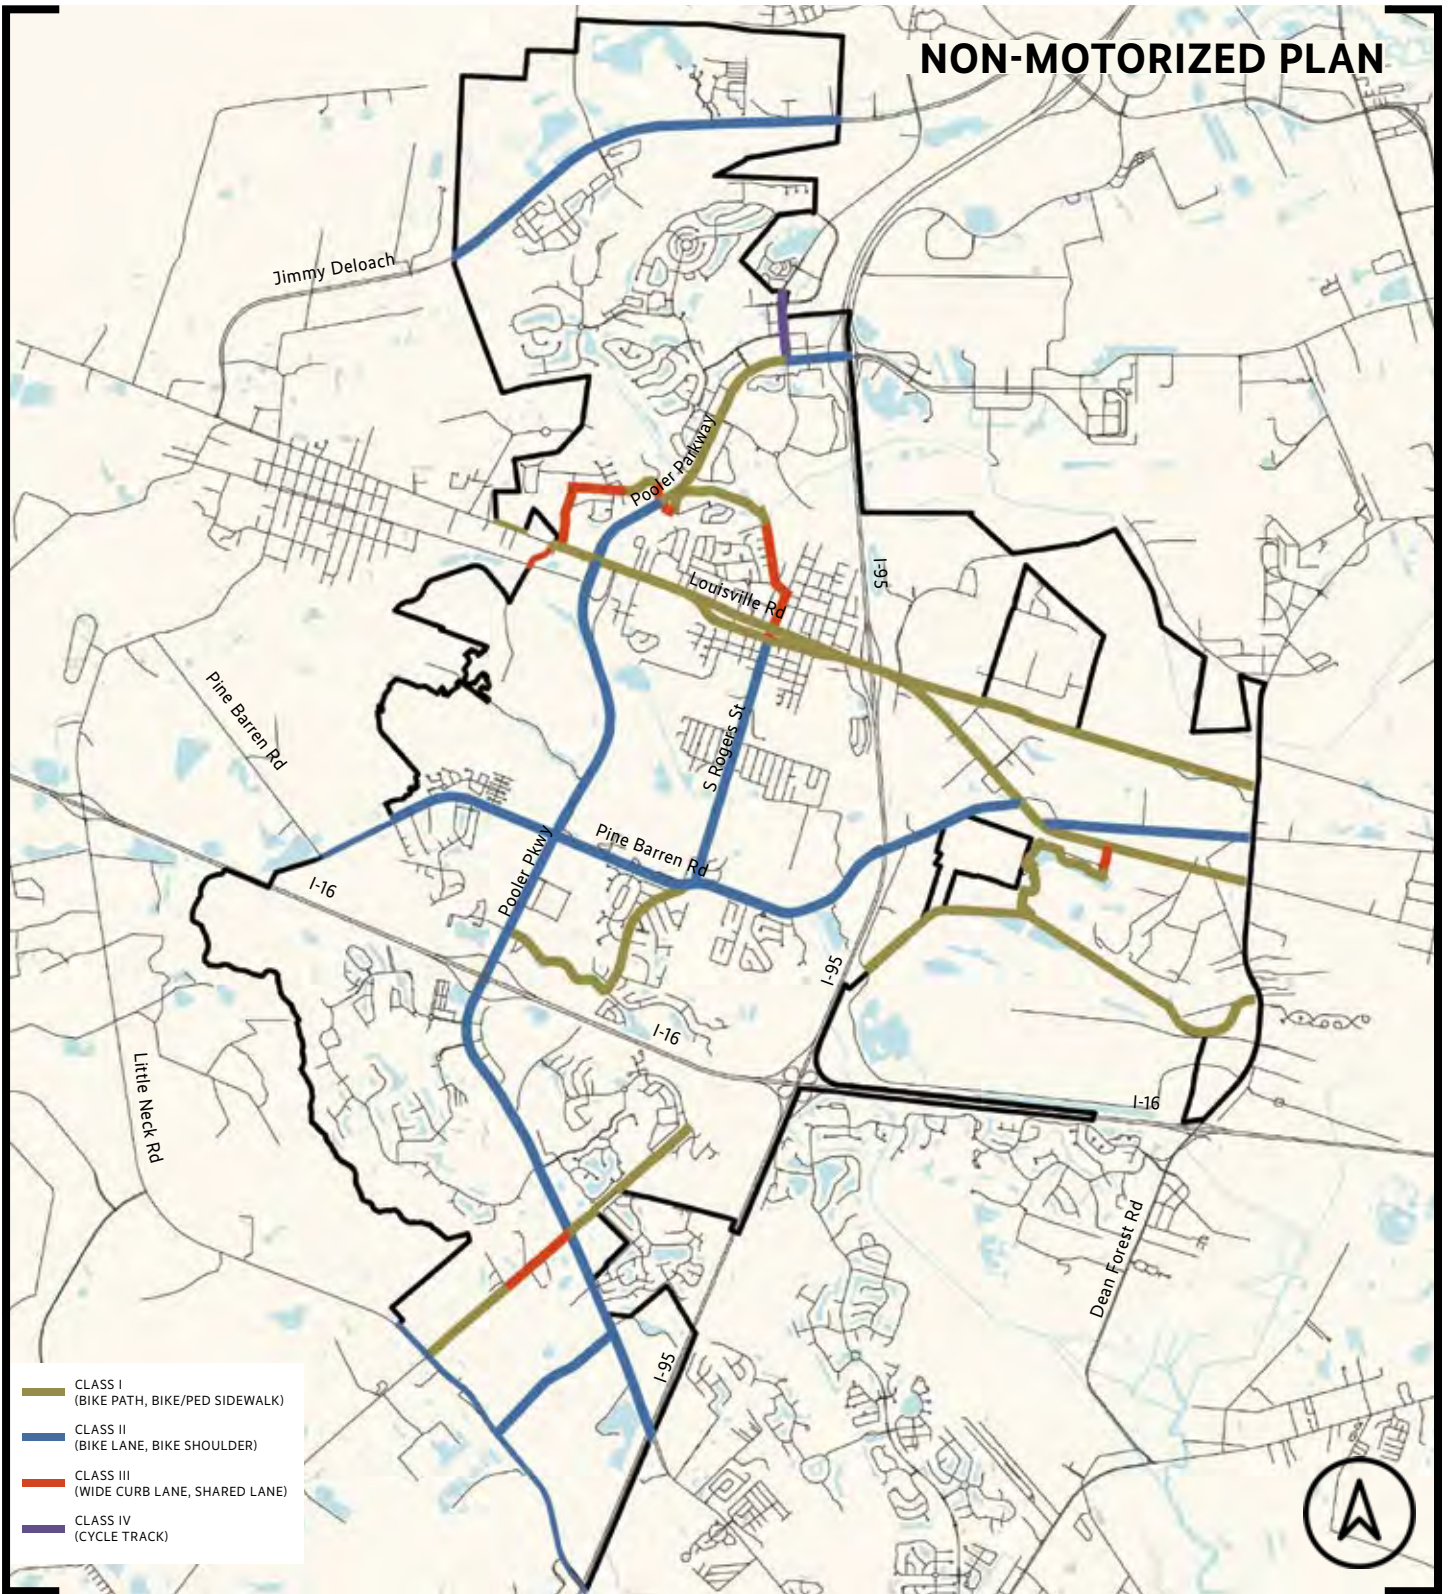 NON-MOTORIZED PLAN
Jimmy Deloach
Pooler Parkway
I-95
Louisville Rd
Pine Barren Rd
S Rogers St
Pooler Pkwy
Pine Barren Rd
I-16
I-95
I-16
Little Neck Rd
I-16
Dean Forest Rd
I-95
CLASS I
(BIKE PATH, BIKE/PED SIDEWALK)
CLASS II
(BIKE LANE, BIKE SHOULDER)
CLASS III
(WIDE CURB LANE, SHARED LANE)
CLASS IV
(CYCLE TRACK)